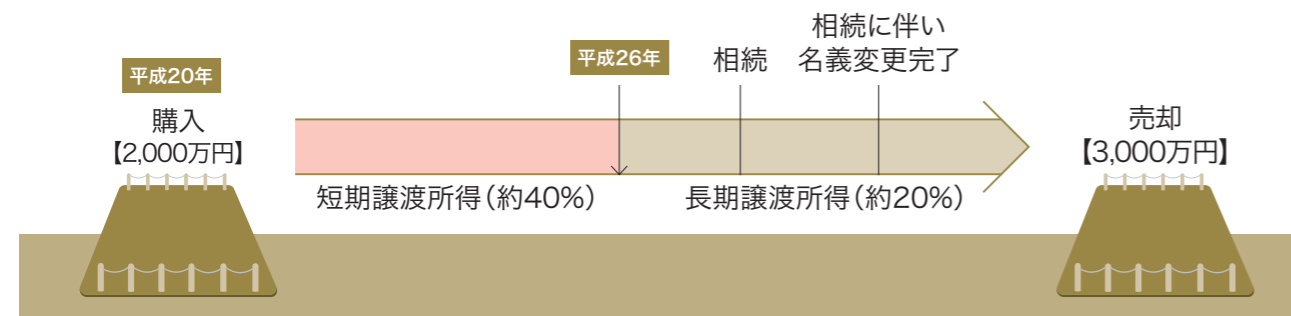 平成20年
購入
【2,000万円】
短期譲渡所得（約40%）
平成26年
相続
相続に伴い
名義変更完了
長期譲渡所得（約20%）
売却
【3,000万円】